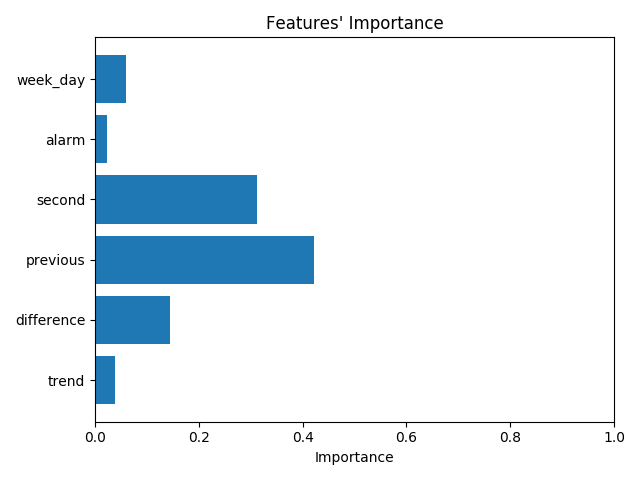 Features' Importance
week_day
alarm
second
previous
difference
trend
0.0 0.2 0.4 0.6 0.8 1.0
Importance